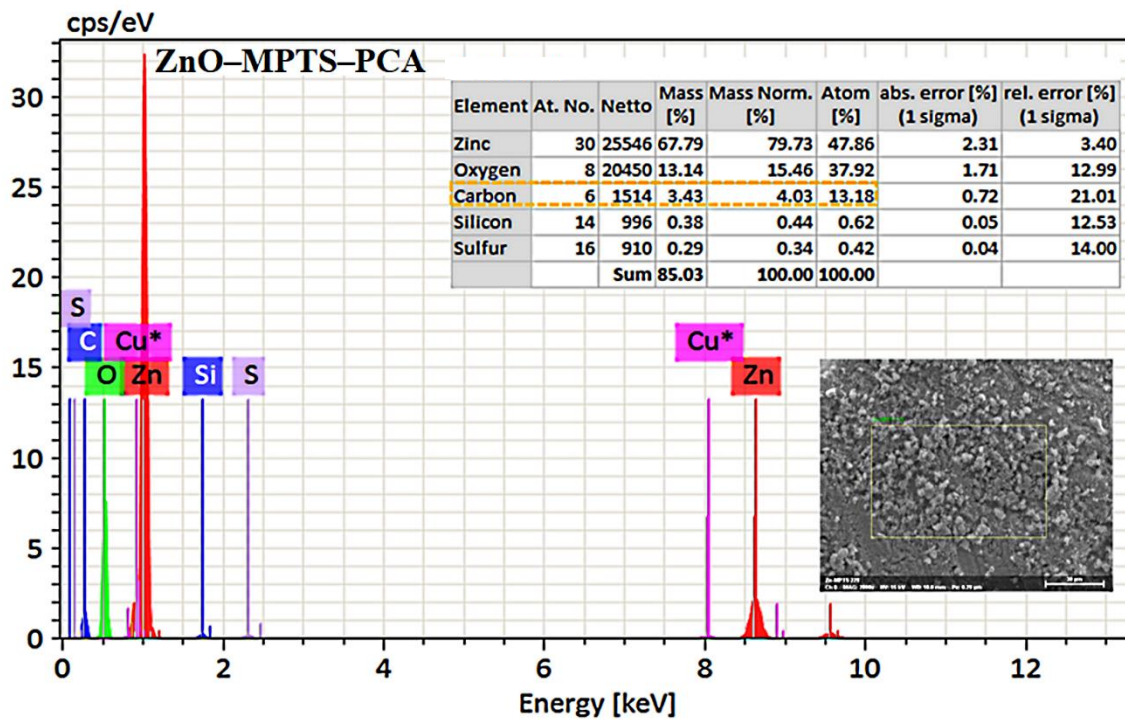 cps/eV
ZnO–MPTS–PCA
Element At. No. Netto Mass [%] Mass Norm. [%] Atom [%] abs. error [%] (1 sigma) rel. error [%] (1 sigma)
Zinc 30 25546 67.79 79.73 47.86 2.31 3.40
Oxygen 8 20450 13.14 15.46 37.92 1.71 12.99
Carbon 6 1514 3.43 4.03 13.18 0.72 21.01
Silicon 14 996 0.38 0.44 0.62 0.05 12.53
Sulfur 16 910 0.29 0.34 0.42 0.04 14.00
Sum 85.03 100.00 100.00
30
25
20
15
10
5
0
S
C Cu*
O Zn Si S
Cu*
Zn
0 2 4 6 8 10 12
Energy [keV]